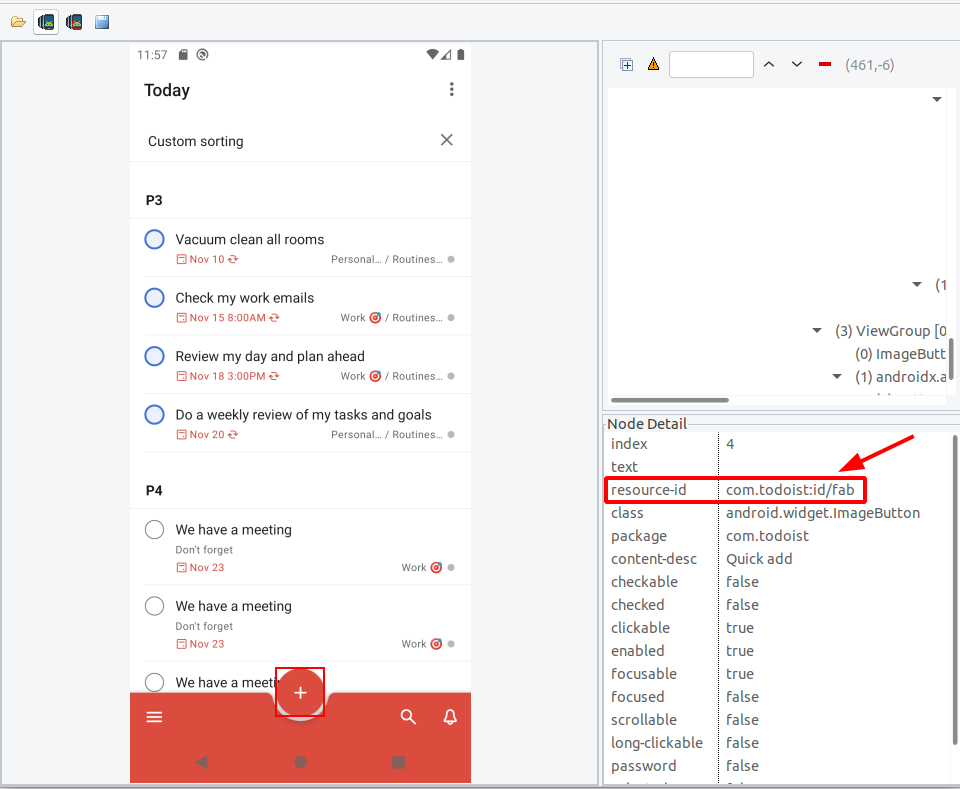 (461,-6)
11:57
Today
Custom sorting
P3
Vacuum clean all rooms
Nov 10 Personal... / Routines...
Check my work emails
Nov 15 8:00AM Work 🎯 / Routines...
Review my day and plan ahead
Nov 18 3:00PM Work 🎯 / Routines...
Do a weekly review of my tasks and goals
Nov 20 Personal... / Routines...
P4
We have a meeting
Don't forget
Nov 23 Work 🎯
We have a meeting
Don't forget
Nov 23 Work 🎯
We have a
(1
(3) ViewGroup [0
(0) ImageButt
(1) androidx.a
Node Detail
index 4
text
resource-id com.todoist:id/fab
class android.widget.ImageButton
package com.todoist
content-desc Quick add
checkable false
checked false
clickable true
enabled true
focusable true
focused false
scrollable false
long-clickable false
password false